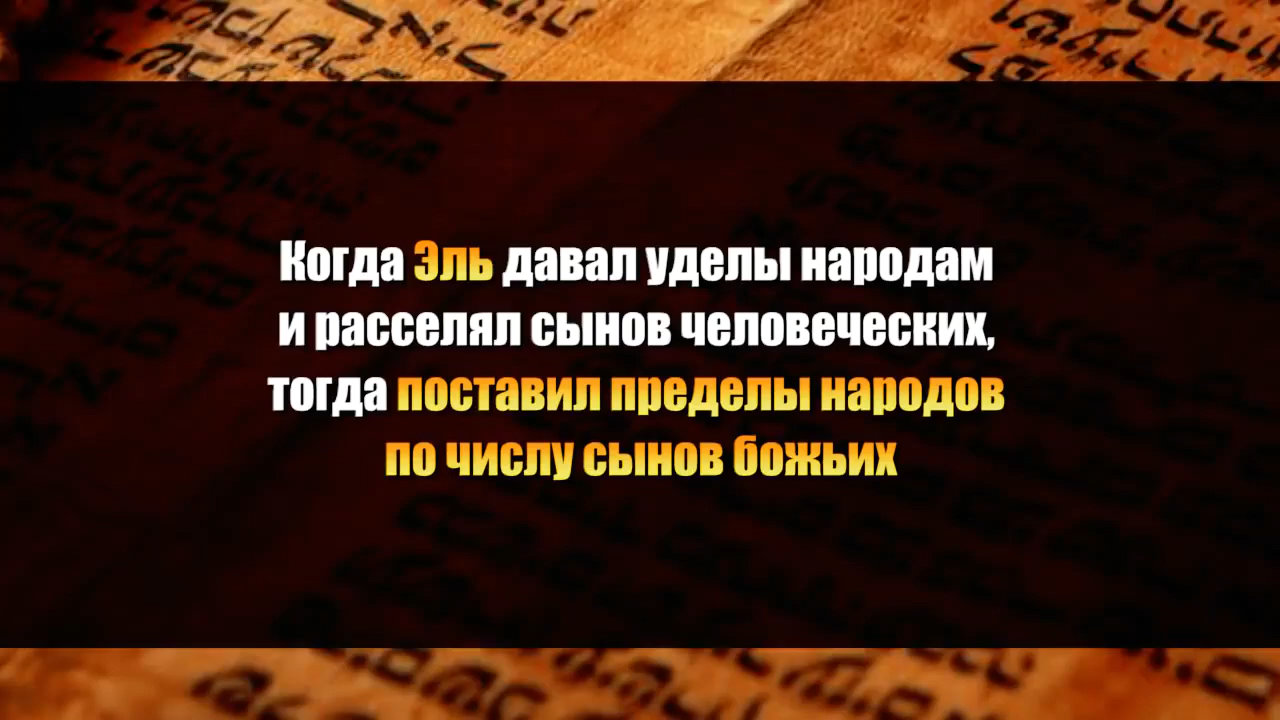 Когда Эль давал уделы народам
и расселял сынов человеческих,
тогда поставил пределы народов
по числу сынов божьих